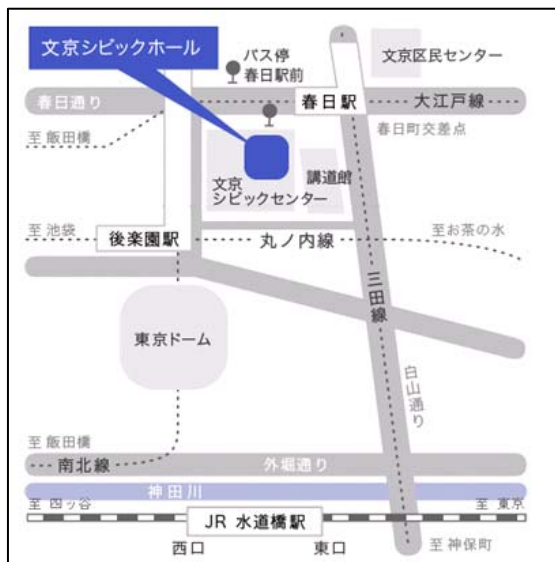 文京シビックホール
バス停
春日駅前
文京区民センター
春日通り
春日駅
大江戸線
至 飯田橋
春日町交差点
文京
シビックセンター
講道館
至 池袋
後楽園駅
丸ノ内線
至お茶の水
三田線
東京ドーム
白山通り
至 飯田橋
南北線
外堀通り
神田川
至 四ッ谷
至 東京
JR 水道橋駅
西口
東口
至 神保町